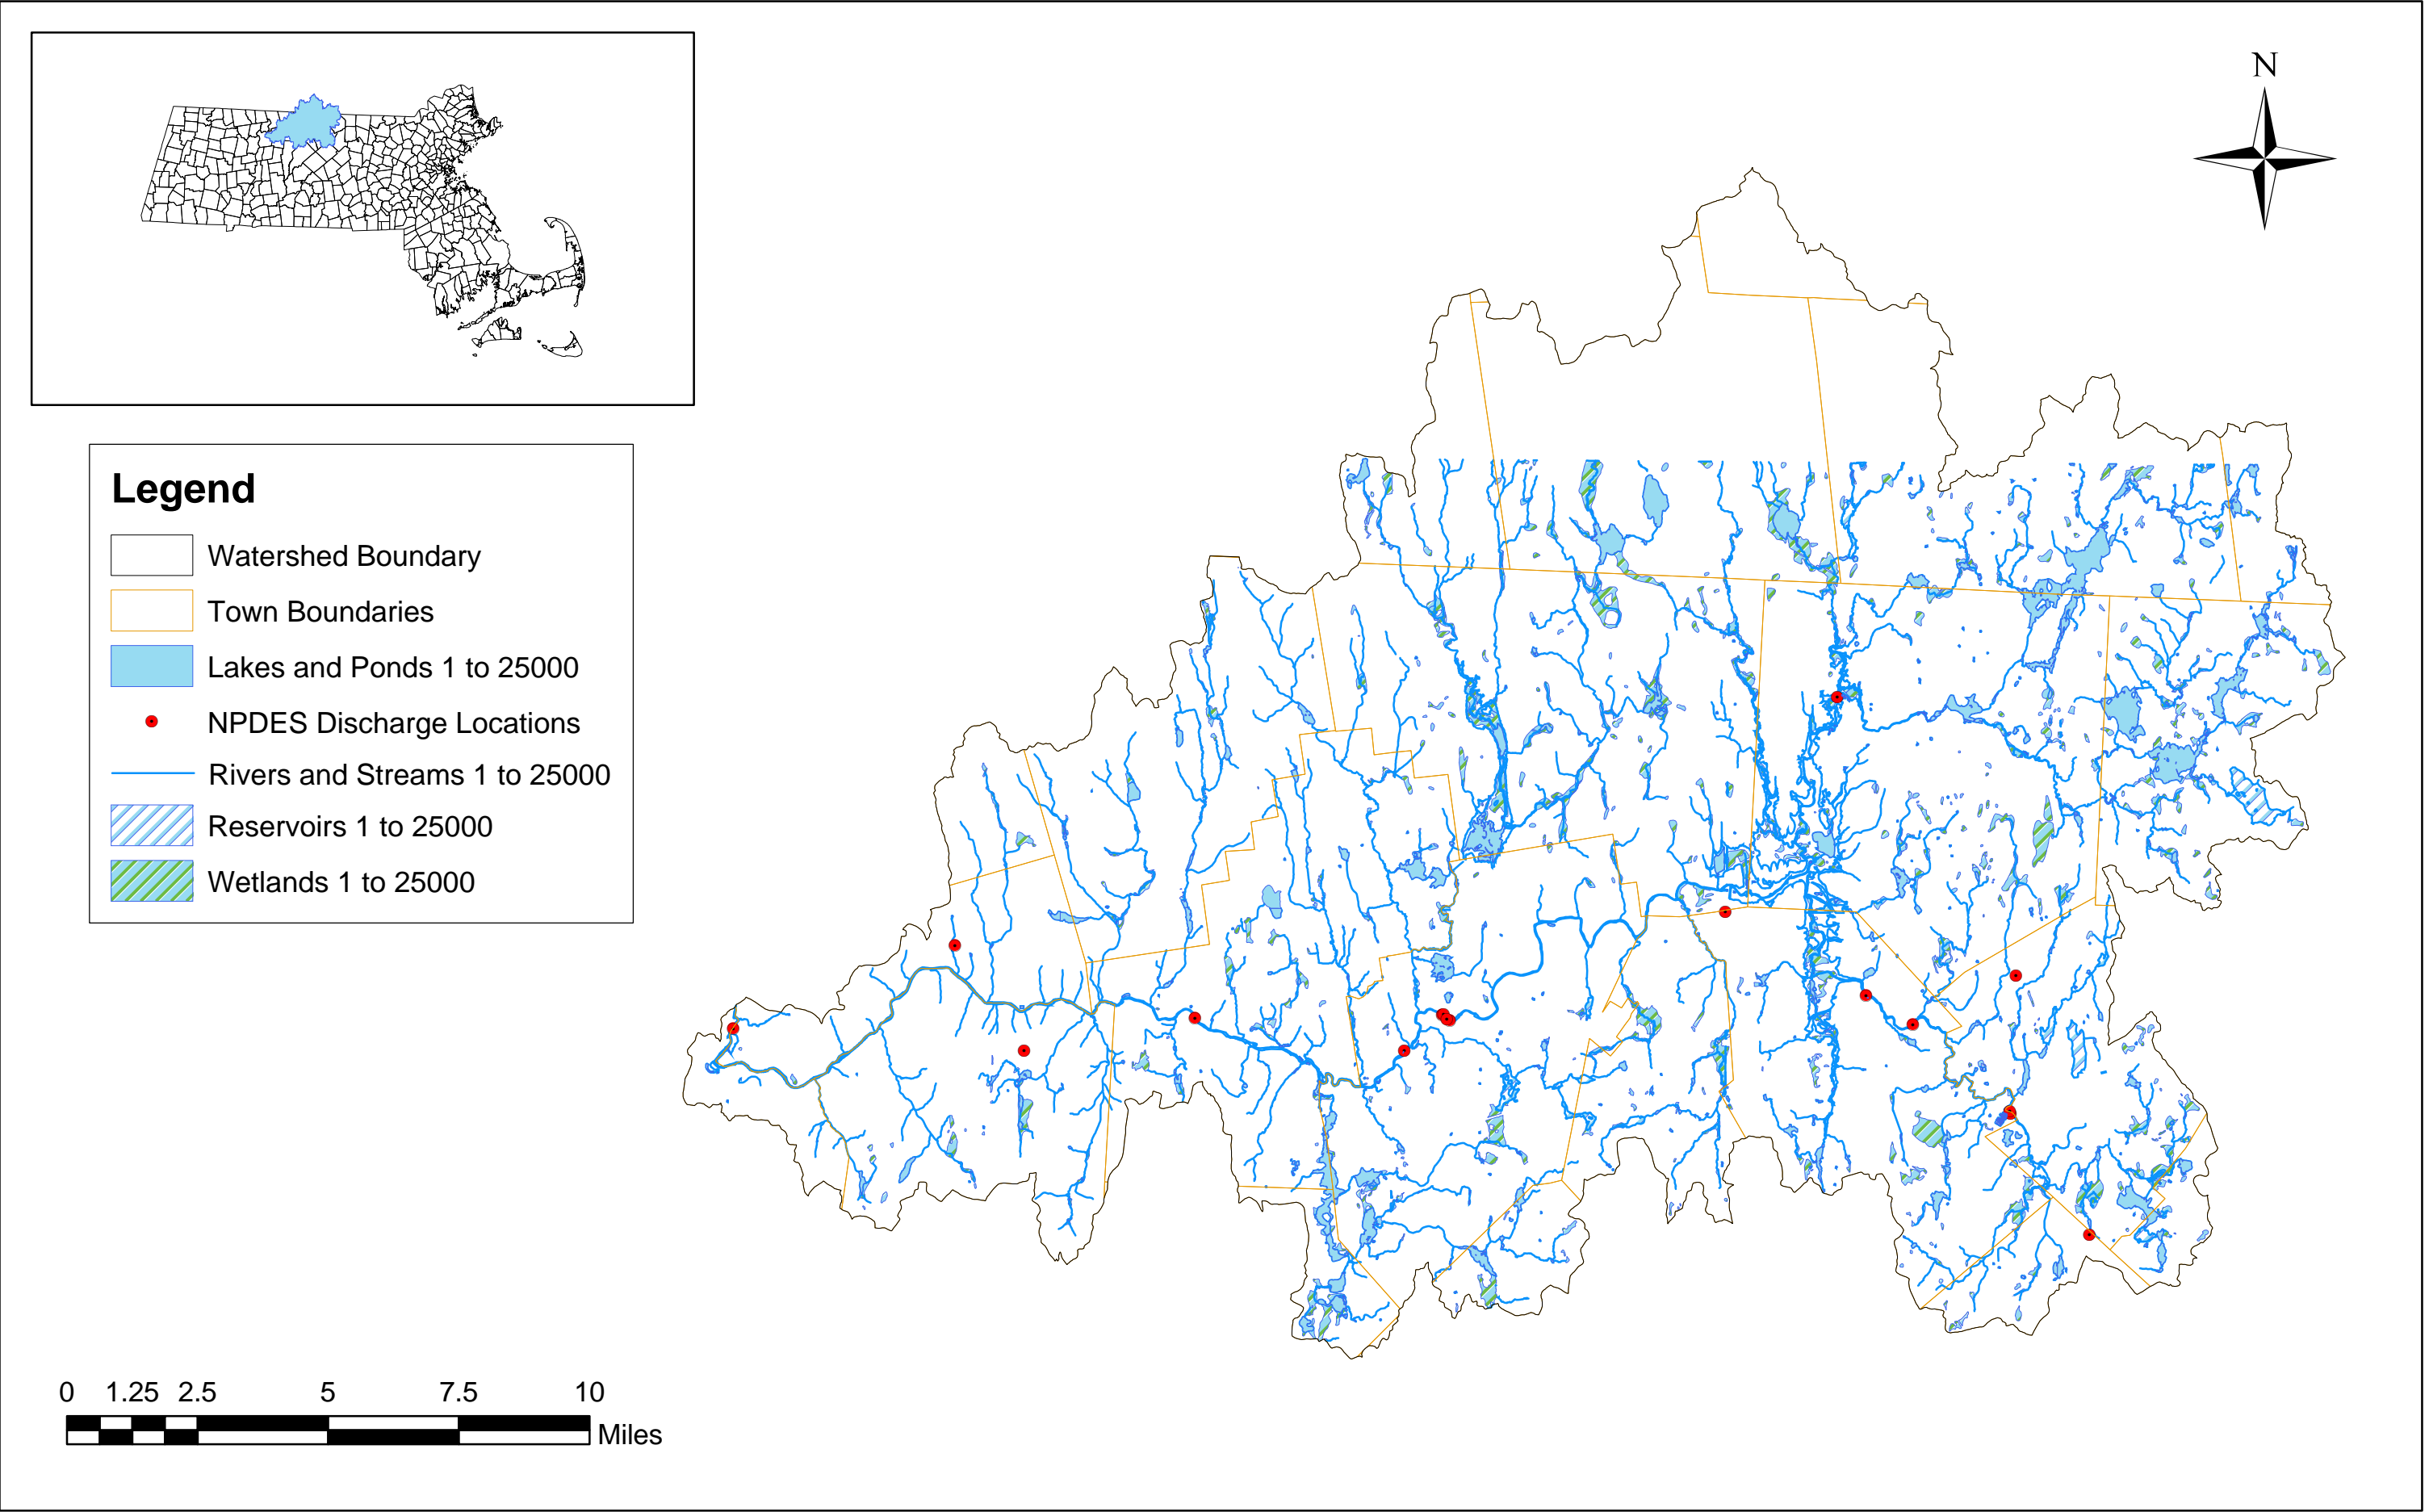 N
Legend
Watershed Boundary
Town Boundaries
Lakes and Ponds 1 to 25000
NPDES Discharge Locations
Rivers and Streams 1 to 25000
Reservoirs 1 to 25000
Wetlands 1 to 25000
0 1.25 2.5 5 7.5 10
Miles